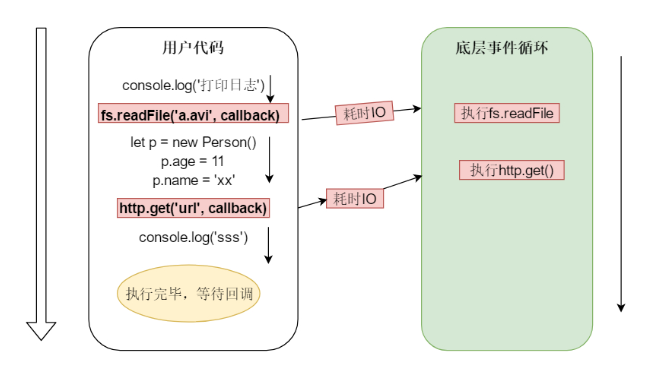 用户代码
console.log('打印日志')
fs.readFile('a.avi', callback)
let p = new Person()
p.age = 11
p.name = 'xx'
http.get('url', callback)
console.log('sss')
执行完毕，等待回调
耗时IO
耗时IO
底层事件循环
执行fs.readFile
执行http.get()